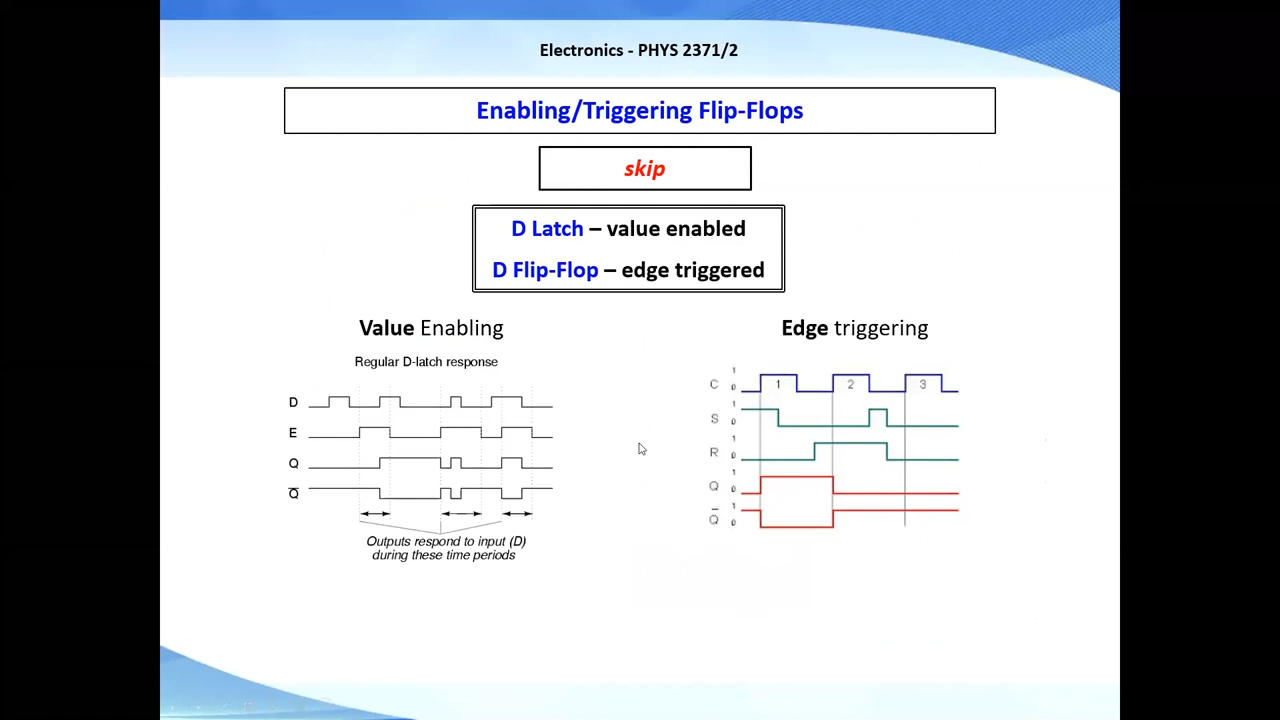 Electronics - PHYS 2371/2
Enabling/Triggering Flip-Flops
skip
D Latch – value enabled
D Flip-Flop – edge triggered
Value Enabling
Regular D-latch response
D
E
Q
Q̅
Outputs respond to input (D)
during these time periods
Edge triggering
C 1 0 1 2 3
S 1 0
R 1 0
Q 1 0
Q̅ 1 0